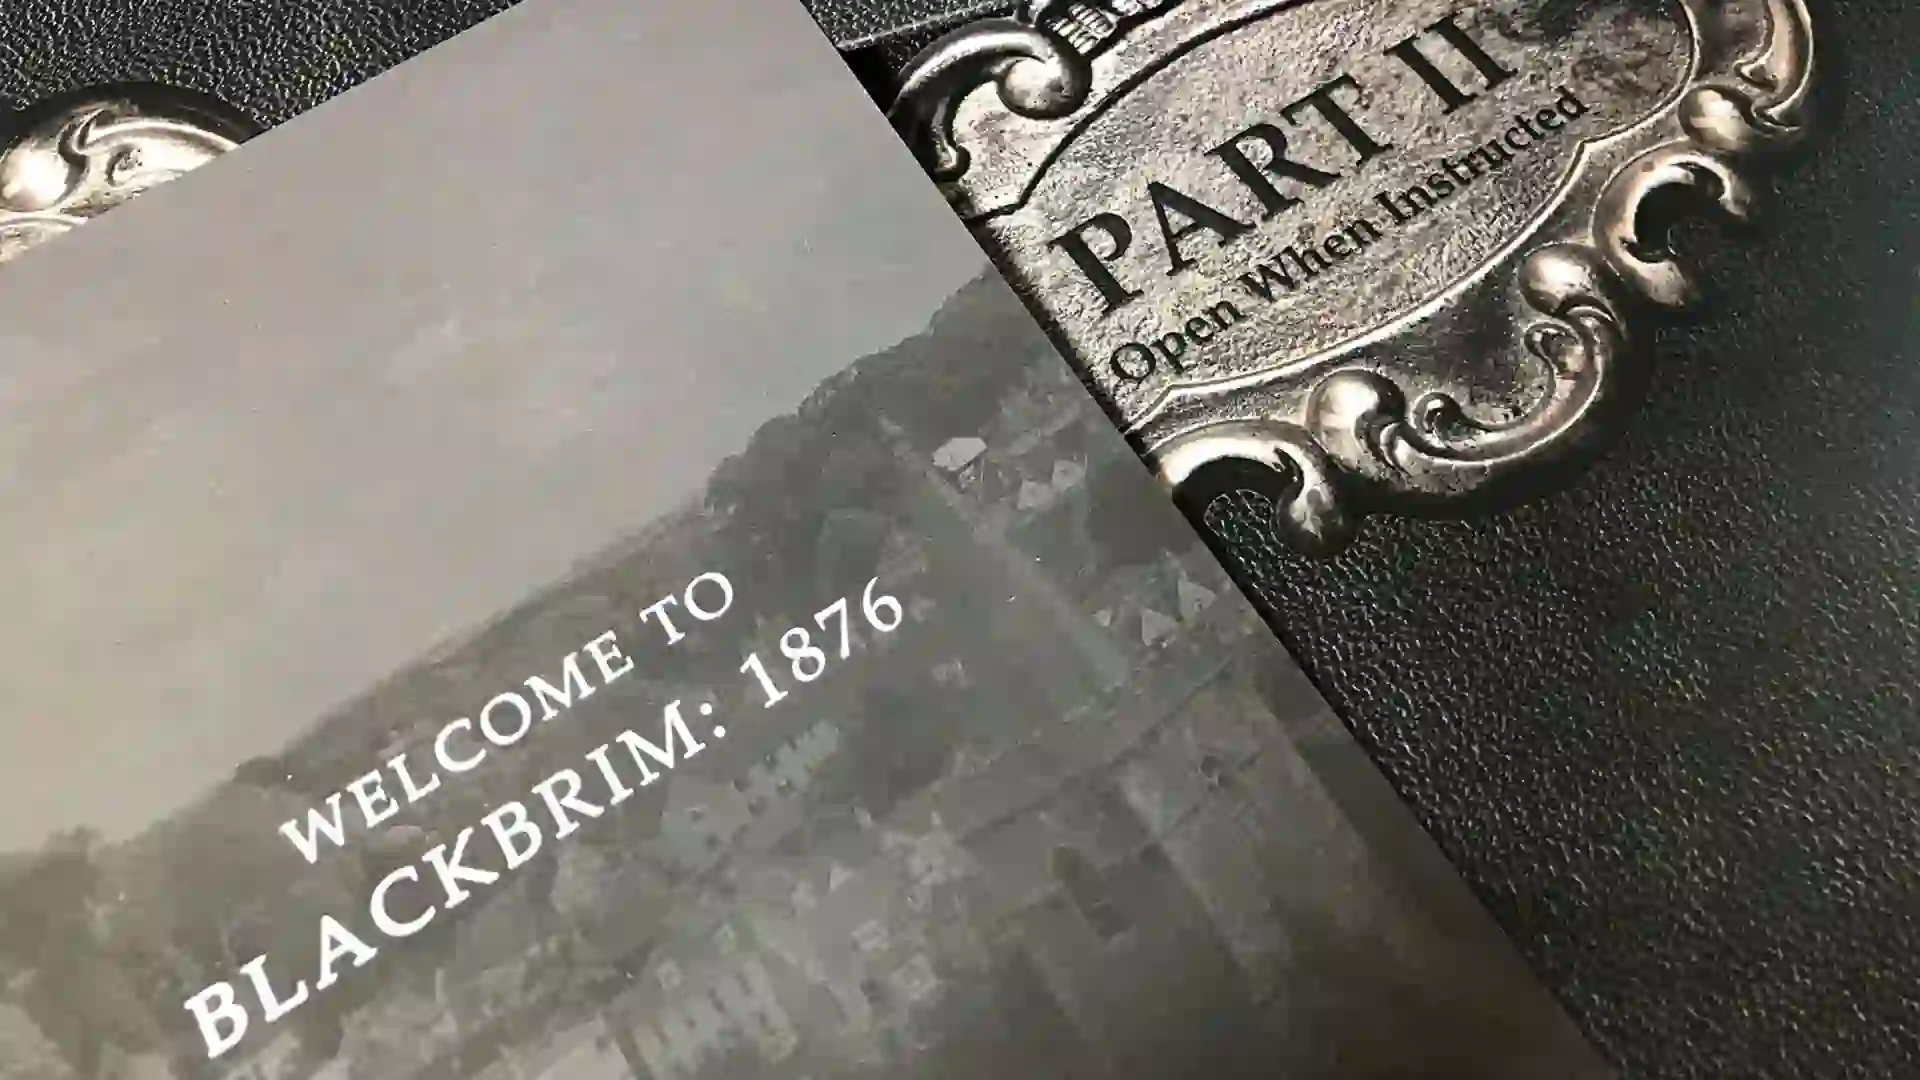 PART II
Open When Instructed
WELCOME TO
BLACKBRIM: 1876